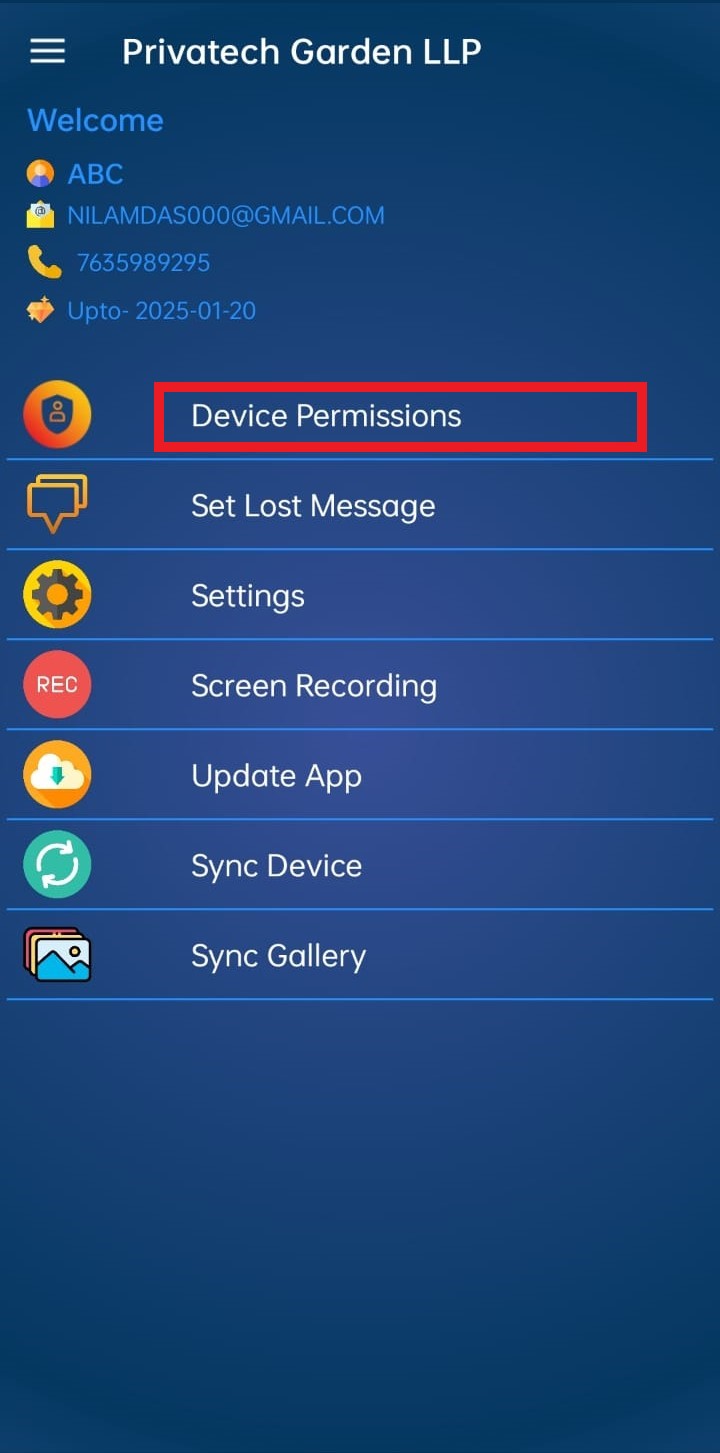 Privatech Garden LLP
Welcome
ABC
NILAMDAS000@GMAIL.COM
7635989295
Upto- 2025-01-20
Device Permissions
Set Lost Message
Settings
REC
Screen Recording
Update App
Sync Device
Sync Gallery